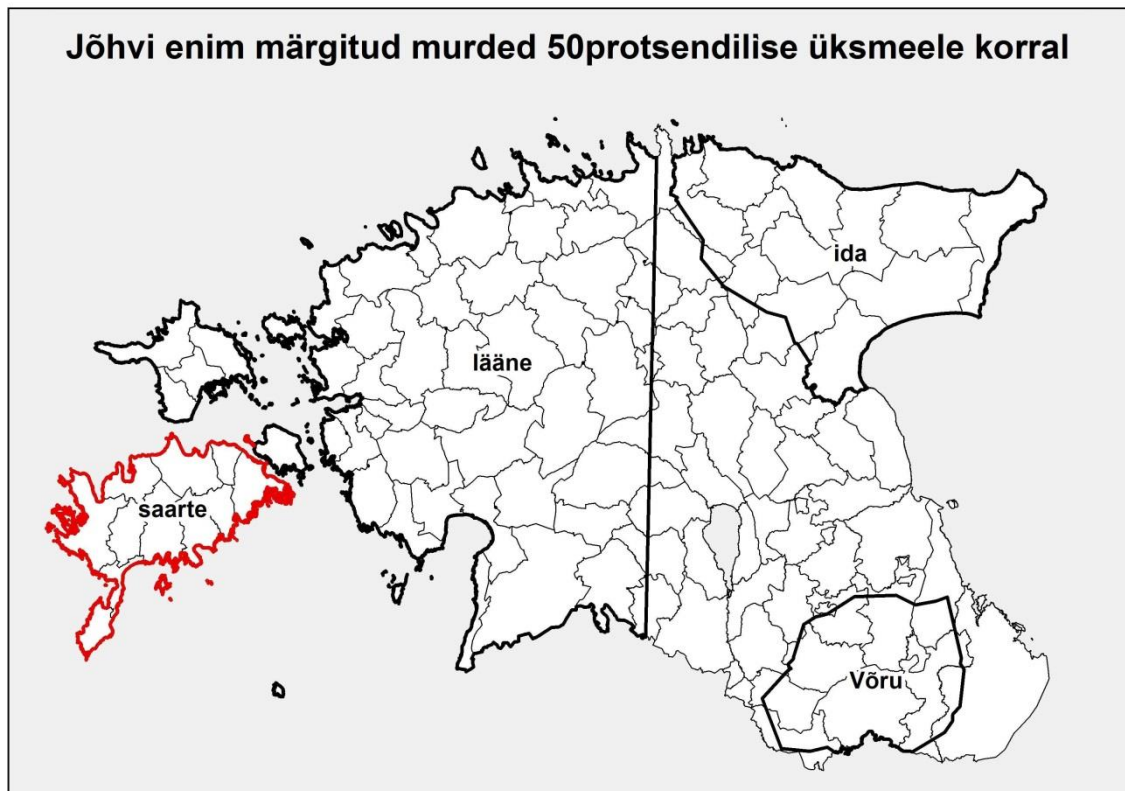 Jõhvi enim märgitud murded 50protsendilise üksmeele korral
ida
lääne
saarte
Võru